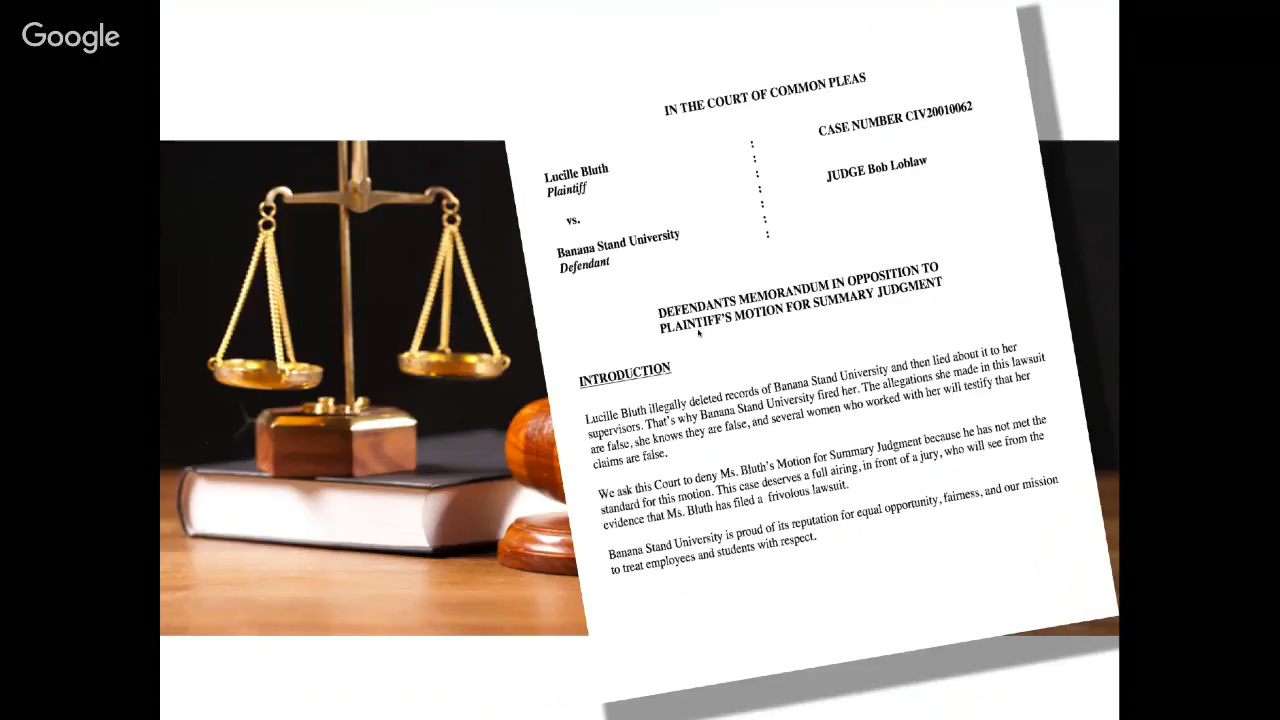 Google
IN THE COURT OF COMMON PLEAS
CASE NUMBER CIV20010062
Lucille Bluth
Plaintiff
JUDGE Bob Loblaw
vs.
Banana Stand University
Defendant
:
:
:
:
:
:
:
DEFENDANTS MEMORANDUM IN OPPOSITION TO
PLAINTIFF'S MOTION FOR SUMMARY JUDGMENT
INTRODUCTION
Lucille Bluth illegally deleted records of Banana Stand University and then lied about it to her
supervisors. That's why Banana Stand University fired her. The allegations she made in this lawsuit
are false, she knows they are false, and several women who worked with her will testify that her
claims are false.
We ask this Court to deny Ms. Bluth's Motion for Summary Judgment because he has not met the
standard for this motion. This case deserves a full airing, in front of a jury, who will see from the
evidence that Ms. Bluth has filed a frivolous lawsuit.
Banana Stand University is proud of its reputation for equal opportunity, fairness, and our mission
to treat employees and students with respect.